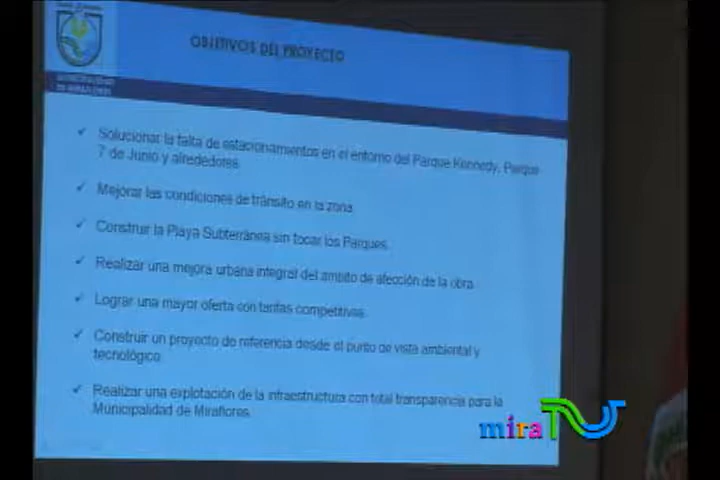 MUNICIPALIDAD
DE MIRAFLORES
OBJETIVOS DEL PROYECTO
✓ Solucionar la falta de estacionamientos en el entorno del Parque Kennedy, Parque
7 de Junio y alrededores.
✓ Mejorar las condiciones de tránsito en la zona.
✓ Construir la Playa Subterránea sin tocar los Parques.
✓ Realizar una mejora urbana integral del ámbito de afección de la obra.
✓ Lograr una mayor oferta con tarifas competitivas.
✓ Construir un proyecto de referencia desde el punto de vista ambiental y
tecnológico.
✓ Realizar una explotación de la infraestructura con total transparencia para la
Municipalidad de Miraflores.
miraTV